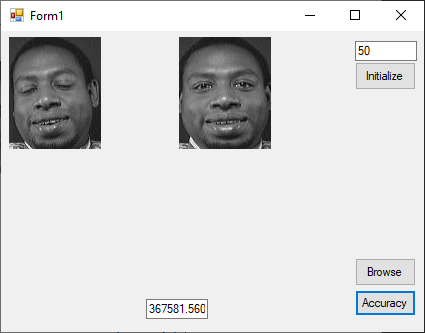 Form1
50
Initialize
Browse
367581.560
Accuracy